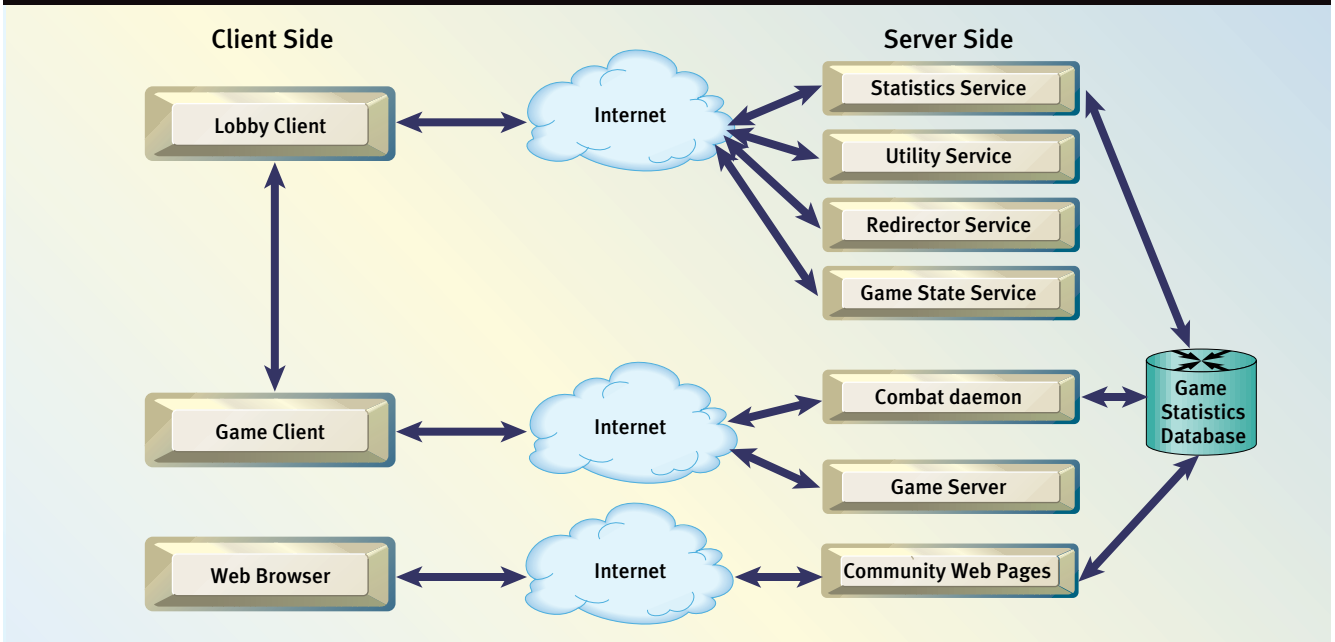 Client Side
Server Side
Lobby Client
Internet
Statistics Service
Utility Service
Redirector Service
Game State Service
Game Client
Internet
Combat daemon
Game Server
Game
Statistics
Database
Web Browser
Internet
Community Web Pages